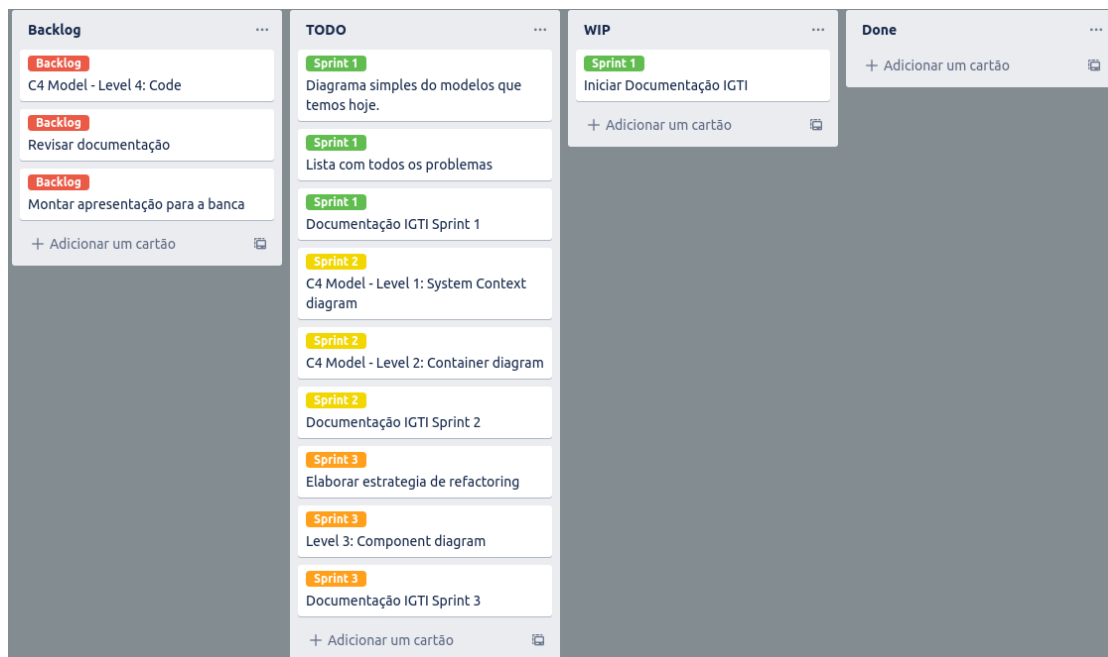 Backlog
Backlog
C4 Model - Level 4: Code
Backlog
Revisar documentação
Backlog
Montar apresentação para a banca
+ Adicionar um cartão
TODO
Sprint 1
Diagrama simples do modelos que
temos hoje.
Sprint 1
Lista com todos os problemas
Sprint 1
Documentação IGTI Sprint 1
Sprint 2
C4 Model - Level 1: System Context
diagram
Sprint 2
C4 Model - Level 2: Container diagram
Sprint 2
Documentação IGTI Sprint 2
Sprint 3
Elaborar estrategia de refactoring
Sprint 3
Level 3: Component diagram
Sprint 3
Documentação IGTI Sprint 3
+ Adicionar um cartão
WIP
Sprint 1
Iniciar Documentação IGTI
+ Adicionar um cartão
Done
+ Adicionar um cartão